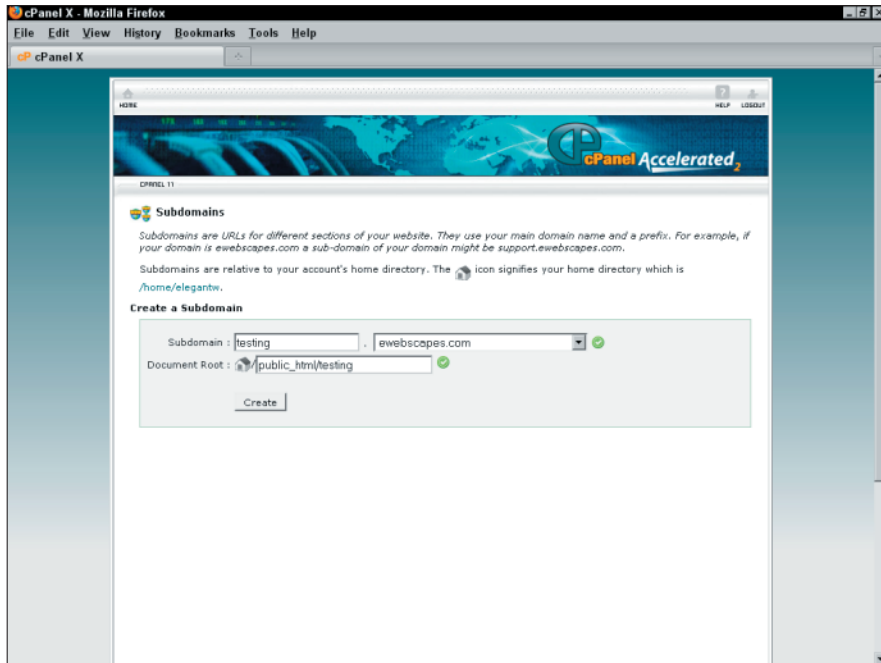 cPanel X - Mozilla Firefox
File Edit View History Bookmarks Tools Help
cP cPanel X
HOME HELP LOGOUT
cP
cPanel Accelerated2
CPANEL 11
Subdomains
Subdomains are URLs for different sections of your website. They use your main domain name and a prefix. For example, if
your domain is ewebscapes.com a sub-domain of your domain might be support.ewebscapes.com.
Subdomains are relative to your account's home directory. The icon signifies your home directory which is
/home/elegantw.
Create a Subdomain
Subdomain : testing . ewebscapes.com
Document Root : /public_html/testing
Create